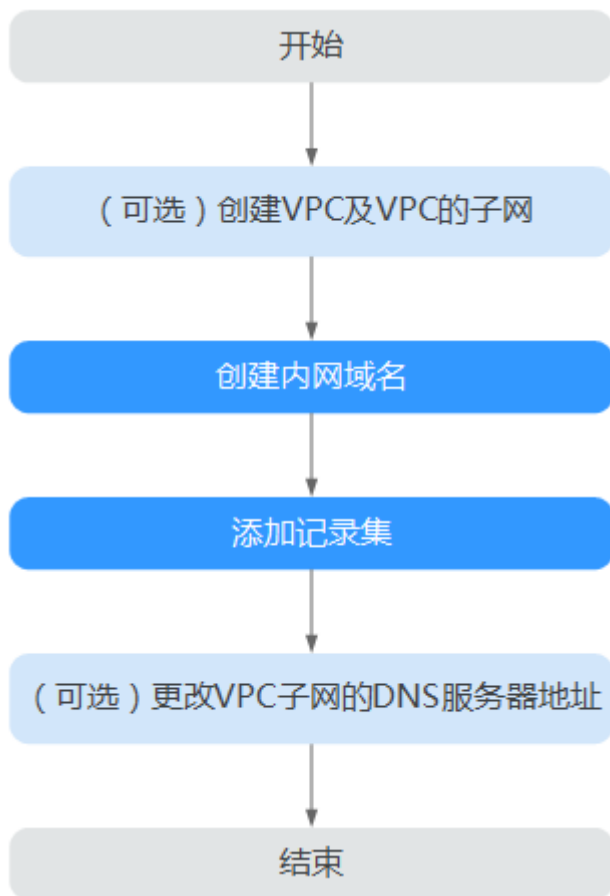 开始
（可选）创建VPC及VPC的子网
创建内网域名
添加记录集
（可选）更改VPC子网的DNS服务器地址
结束